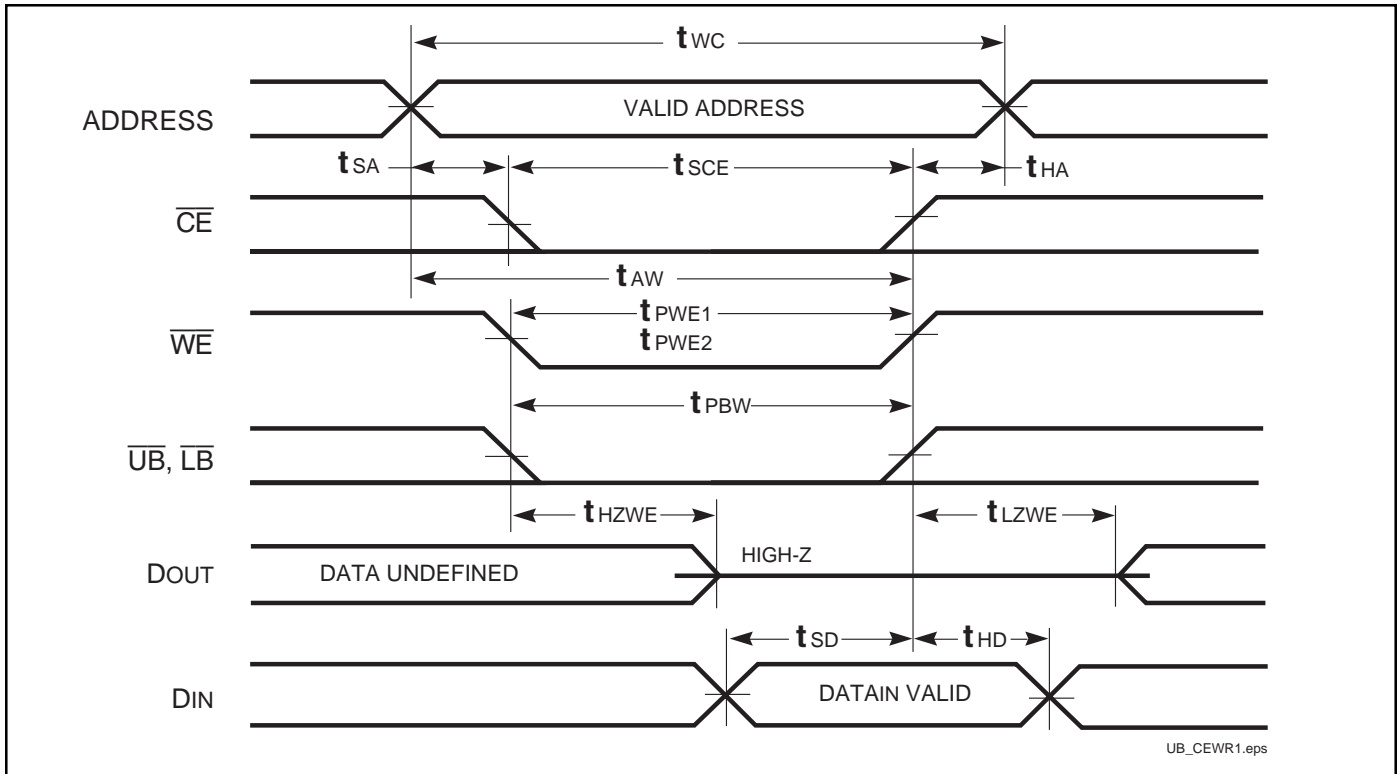 tWC
ADDRESS
VALID ADDRESS
tSA
tSCE
tHA
CE
tAW
WE
tPWE1
tPWE2
tPBW
UB, LB
tHZWE
tLZWE
DOUT
DATA UNDEFINED
HIGH-Z
tSD
tHD
DIN
DATAIN VALID
UB_CEWR1.eps